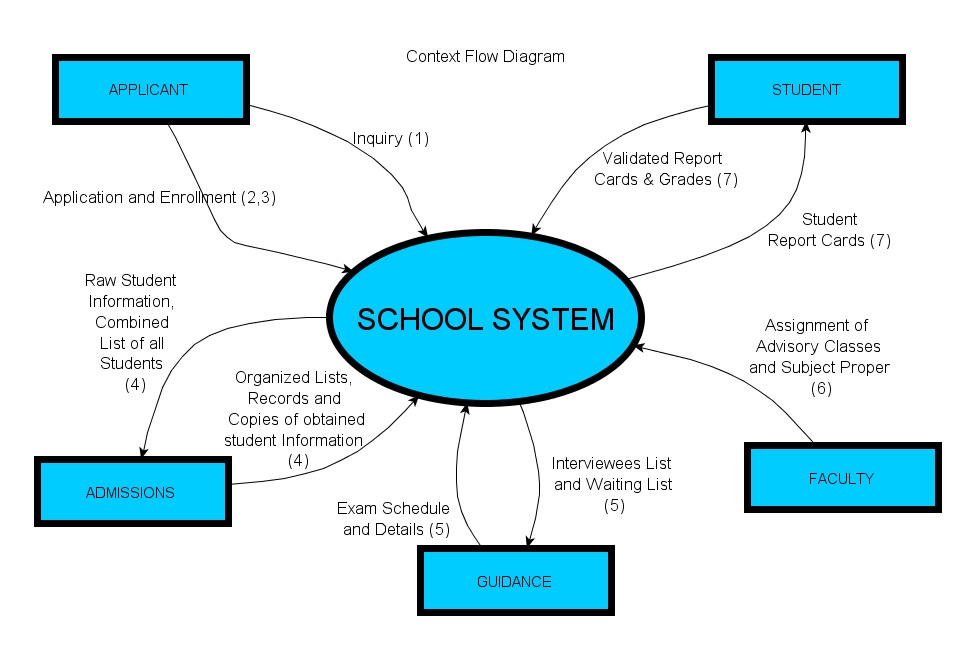 Context Flow Diagram
APPLICANT
STUDENT
Inquiry (1)
Validated Report
Cards & Grades (7)
Application and Enrollment (2,3)
Student
Report Cards (7)
Raw Student
Information,
Combined
List of all
Students
(4)
SCHOOL SYSTEM
Assignment of
Advisory Classes
and Subject Proper
(6)
Organized Lists,
Records and
Copies of obtained
student Information
(4)
ADMISSIONS
Interviewees List
and Waiting List
(5)
FACULTY
Exam Schedule
and Details (5)
GUIDANCE